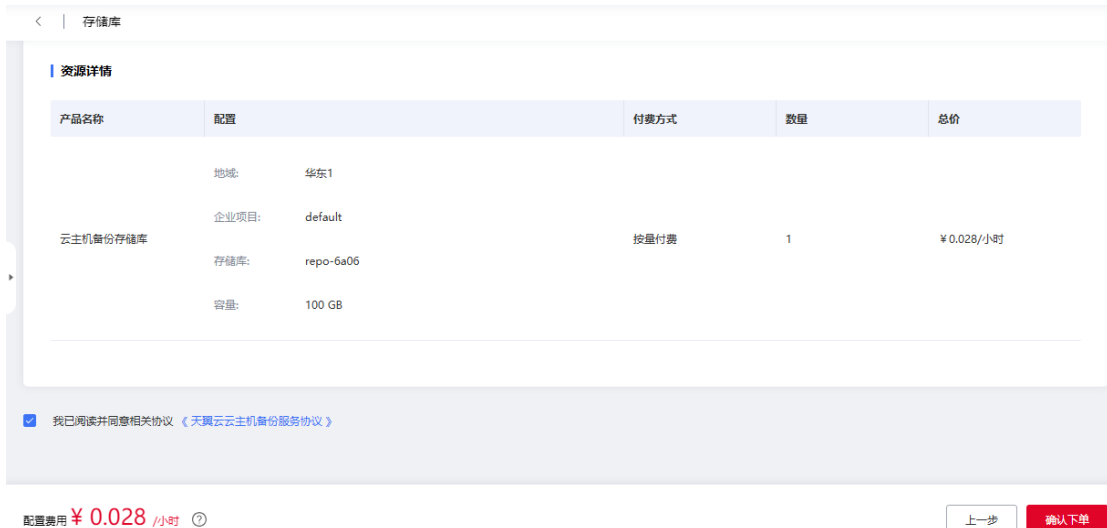 存储库
资源详情
产品名称 配置 付费方式 数量 总价
地域: 华东1
企业项目: default
云主机备份存储库 按量付费 1 ¥0.028/小时
存储库: repo-6a06
容量: 100 GB
我已阅读并同意相关协议《天翼云云主机备份服务协议》
配置费用 ¥ 0.028 /小时 ? 上一步 确认下单